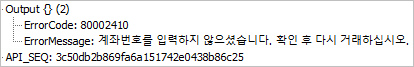 Output {} (2)
ErrorCode: 80002410
ErrorMessage: 계좌번호를 입력하지 않으셨습니다. 확인 후 다시 거래하십시오.
API_SEQ: 3c50db2b869fa6a151742e0438b86c25